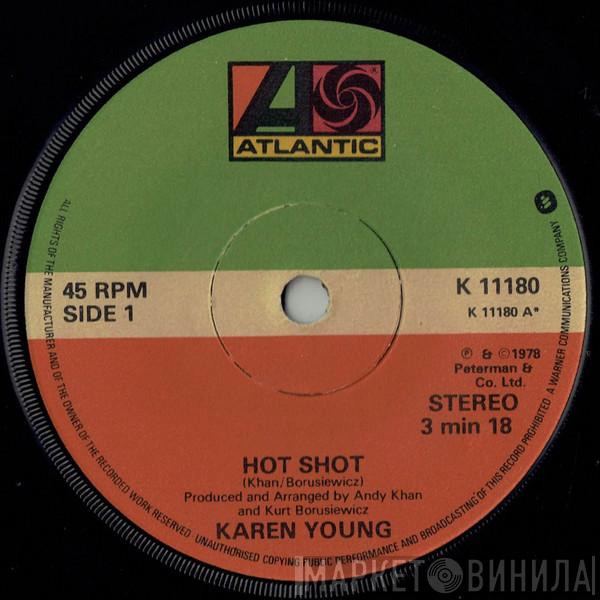 ATLANTIC
®
45 RPM
SIDE 1
K 11180
K 11180 A*
℗ & © 1978
Peterman &
Co. Ltd.
STEREO
3 min 18
HOT SHOT
(Khan/Borusiewicz)
Produced and Arranged by Andy Khan
and Kurt Borusiewicz
KAREN YOUNG
ALL RIGHTS OF THE MANUFACTURER AND OF THE OWNER OF THE RECORDED WORK RESERVED. UNAUTHORISED COPYING PUBLIC PERFORMANCE AND BROADCASTING OF THIS RECORD PROHIBITED A WARNER COMMUNICATIONS COMPANY
МАРКЕТ ВИНИЛА